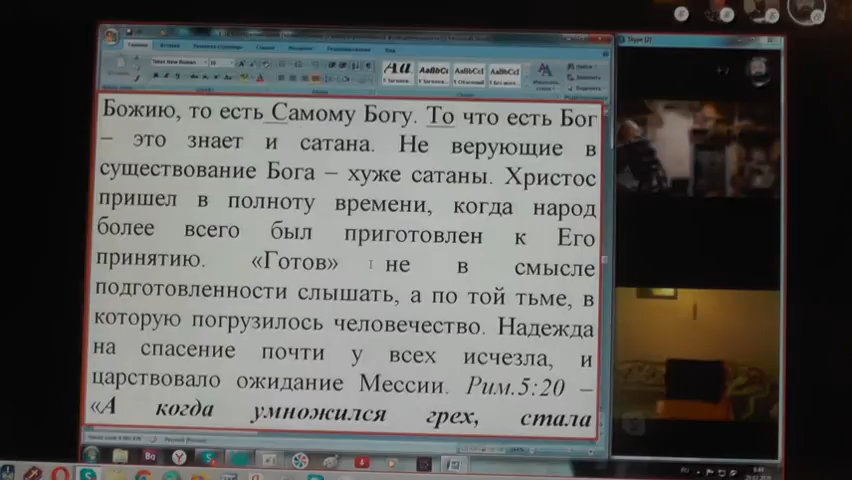 Божию, то есть Самому Богу. То что есть Бог
– это знает и сатана. Не верующие в
существование Бога – хуже сатаны. Христос
пришел в полноту времени, когда народ
более всего был приготовлен к Его
принятию. «Готов» не в смысле
подготовленности слышать, а по той тьме, в
которую погрузилось человечество. Надежда
на спасение почти у всех исчезла, и
царствовало ожидание Мессии. Рим.5:20 –
«А когда умножился грех, стала